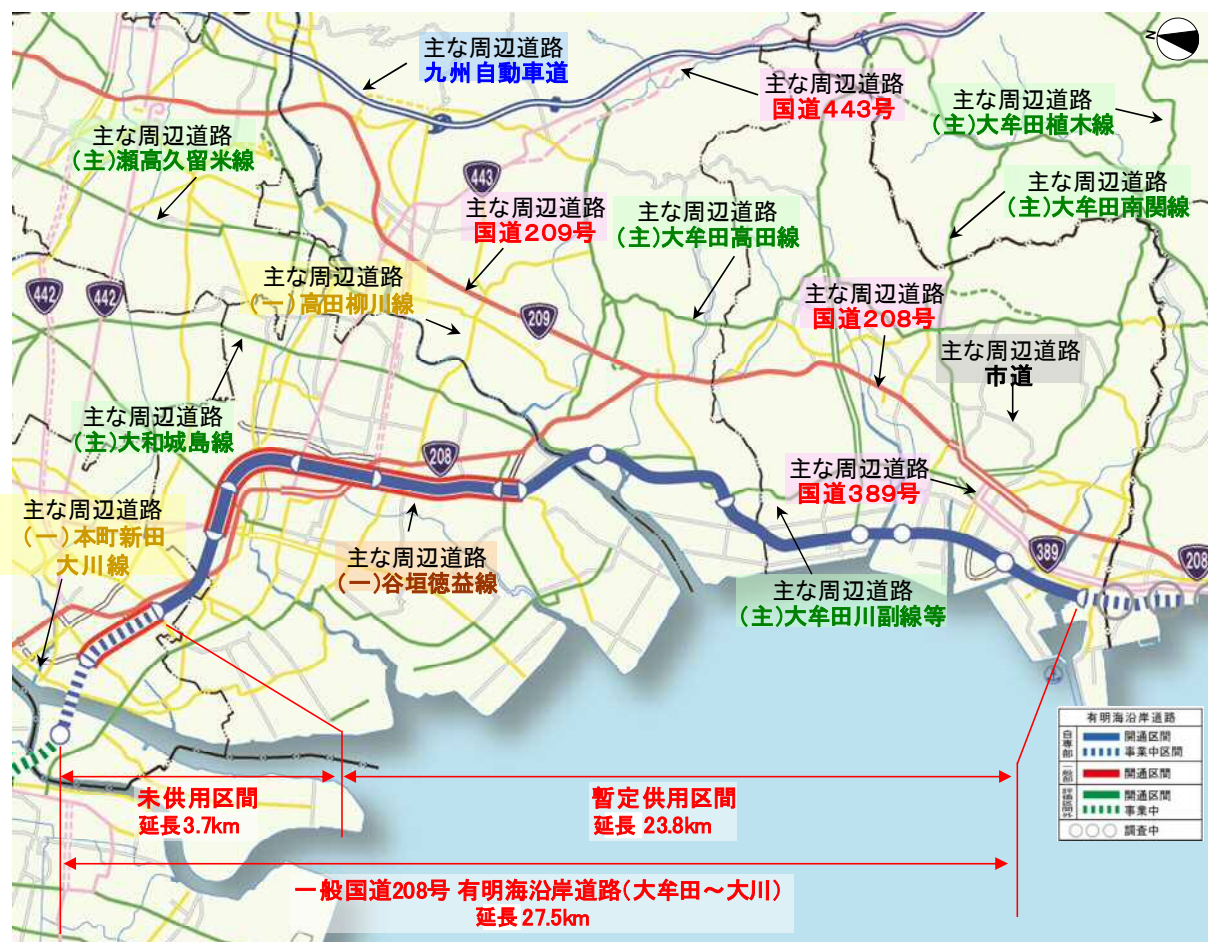 N
主な周辺道路
九州自動車道
主な周辺道路
国道443号
主な周辺道路
(主)大牟田植木線
主な周辺道路
(主)瀬高久留米線
443
主な周辺道路
国道209号
主な周辺道路
(主)大牟田高田線
主な周辺道路
(主)大牟田南関線
442
442
主な周辺道路
(一)高田柳川線
209
主な周辺道路
国道208号
主な周辺道路
市道
主な周辺道路
(主)大和城島線
208
主な周辺道路
国道389号
主な周辺道路
(一)本町新田
大川線
主な周辺道路
(一)谷垣徳益線
389
208
主な周辺道路
(主)大牟田川副線等
有明海沿岸道路
自専部
開通区間
事業中区間
一般部
開通区間
評価区間外
開通区間
事業中
調査中
未供用区間
延長3.7km
暫定供用区間
延長 23.8km
一般国道208号 有明海沿岸道路(大牟田～大川)
延長27.5km